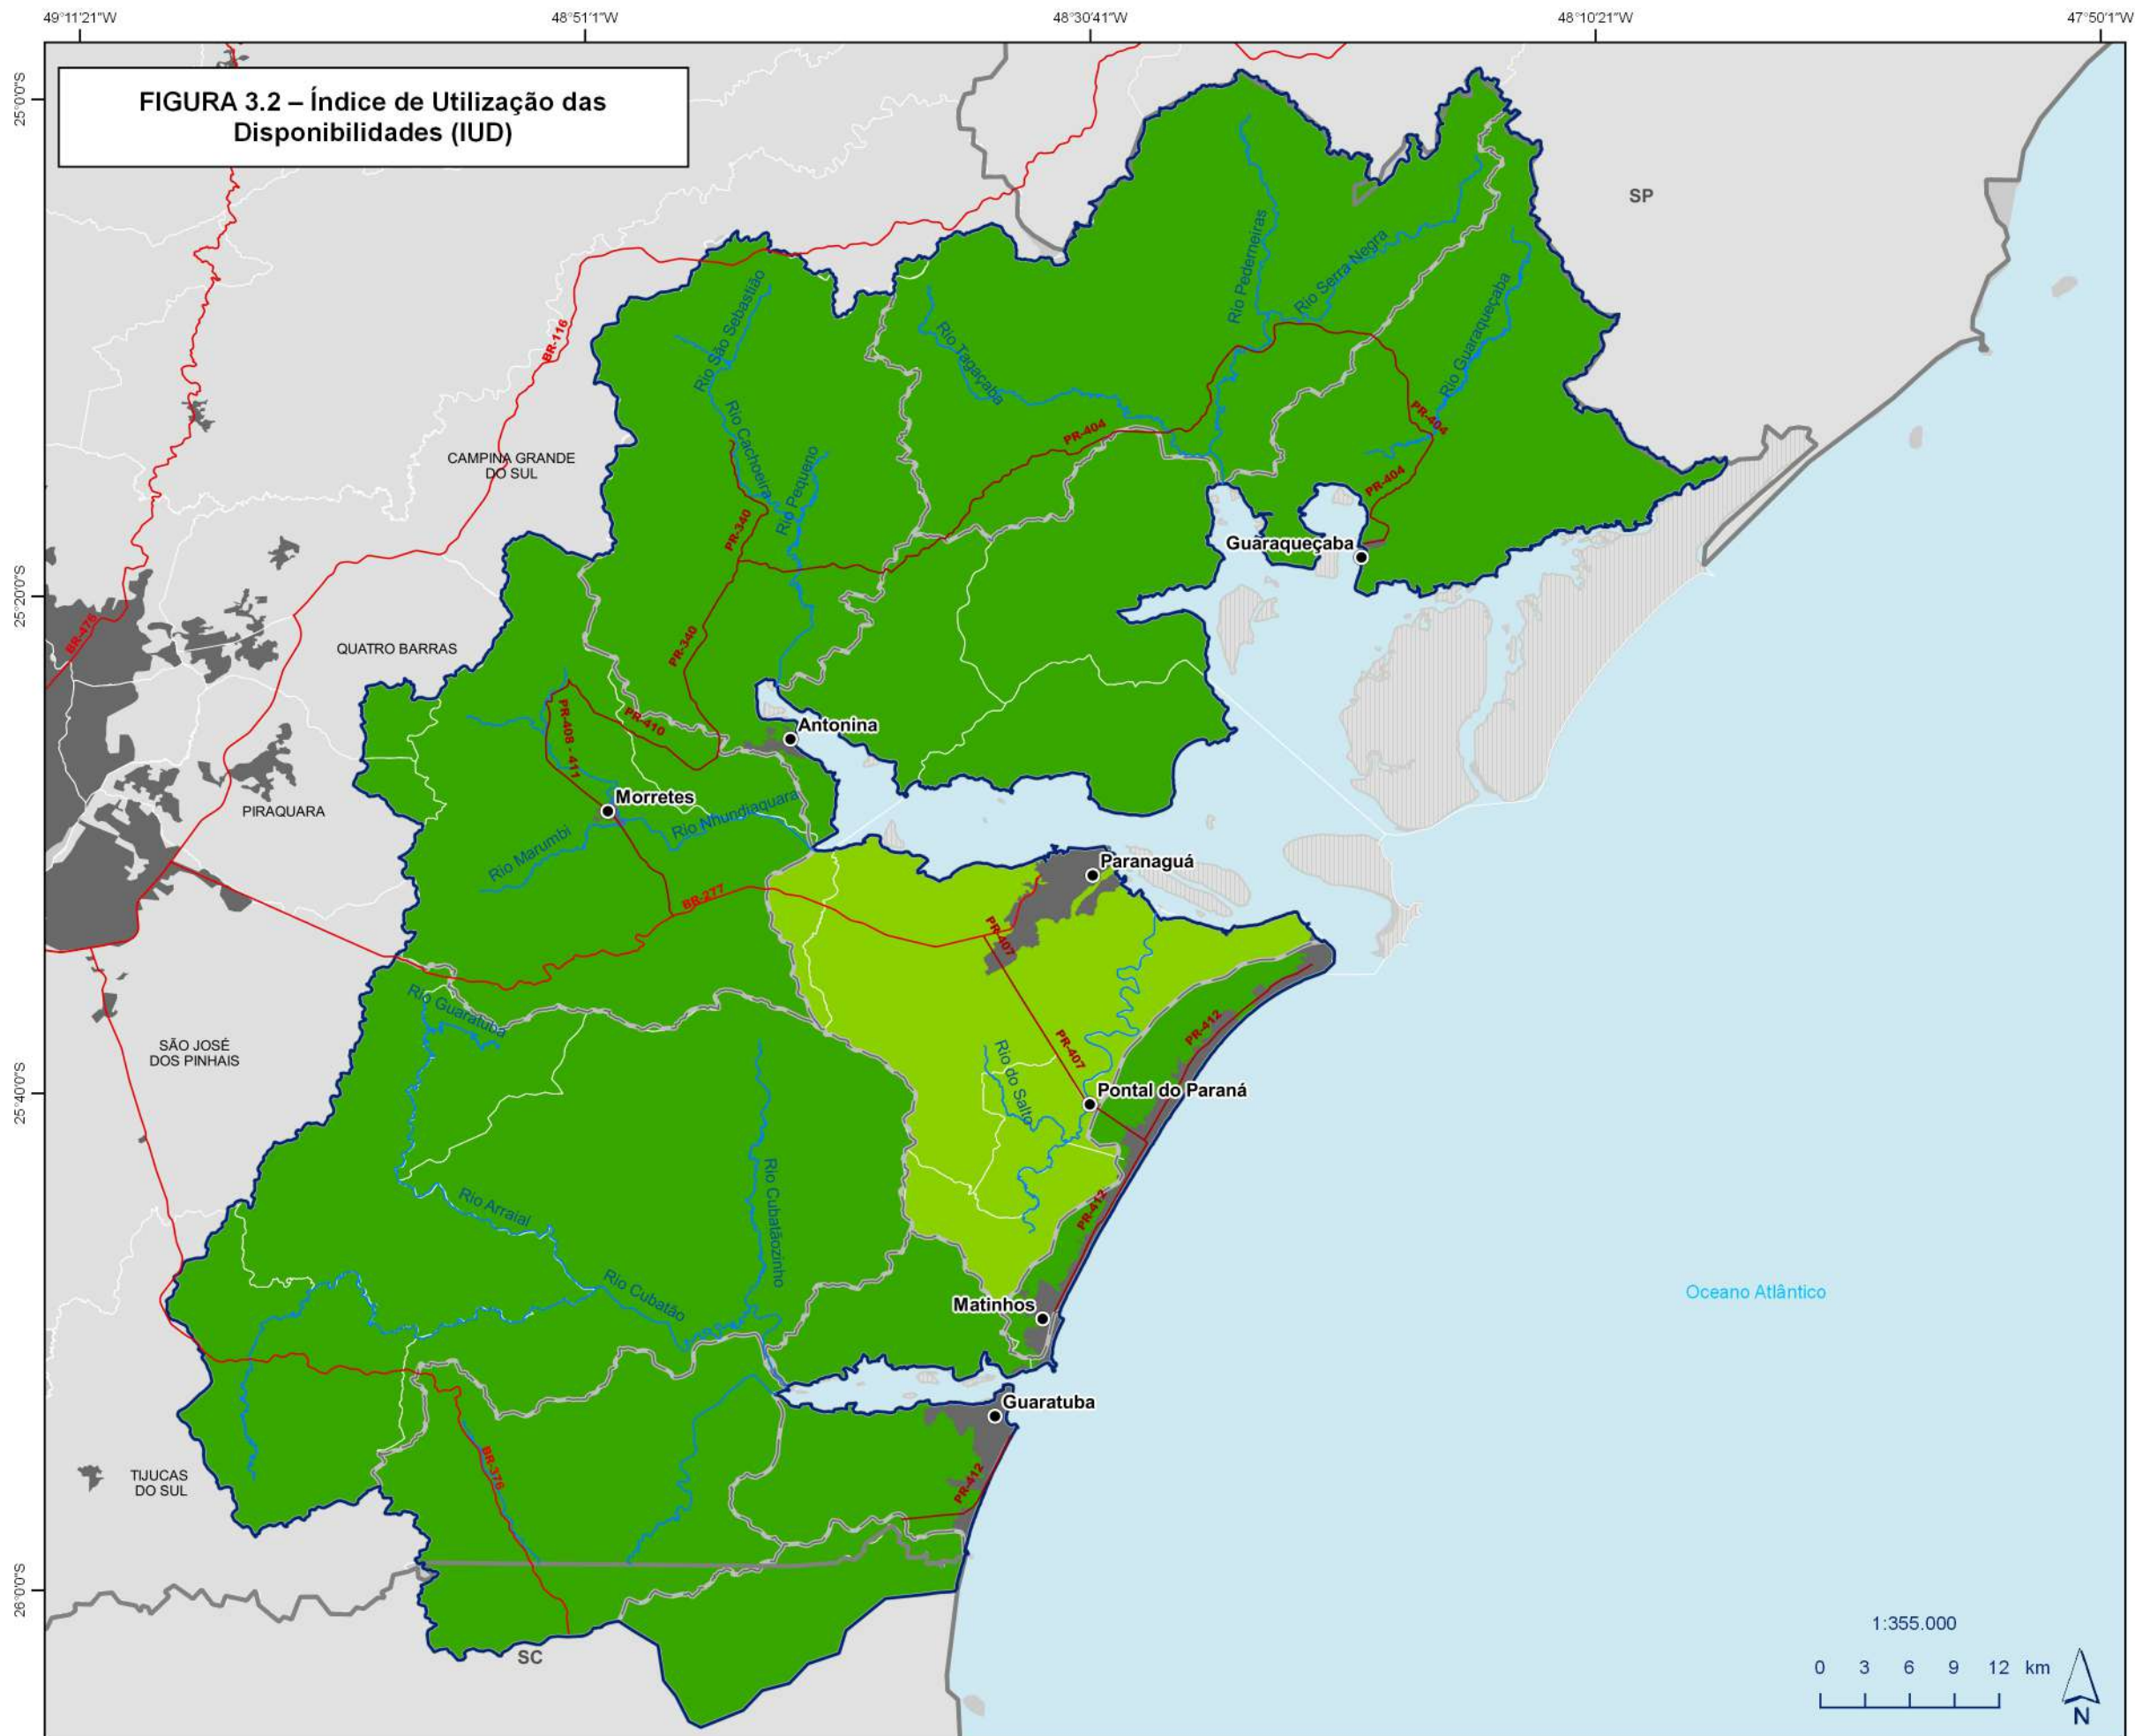 49°11'21"W
48°51'1"W
48°30'41"W
48°10'21"W
47°50'1"W
25°0'0"S
25°20'0"S
25°40'0"S
26°0'0"S
FIGURA 3.2 – Índice de Utilização das
Disponibilidades (IUD)
SP
BR-116
Rio São Sebastião
Rio Pederneiras
Rio Serra Negra
Rio Guaraqueçaba
Rio Tagaçaba
Rio Cachoeira
Rio Pequeno
PR-404
PR-404
PR-404
CAMPINA GRANDE
DO SUL
PR-340
Guaraqueçaba
BR-476
QUATRO BARRAS
PR-340
PR-408 - 411
PR-410
Antonina
Morretes
PIRAQUARA
Rio Nhundiaquara
Rio Marumbi
Paranaguá
BR-277
PR-407
Rio Guaratuba
PR-412
SÃO JOSÉ
DOS PINHAIS
PR-407
Rio do Salto
Pontal do Paraná
Rio Arraial
Rio Cubatãozinho
PR-412
Rio Cubatão
Matinhos
Oceano Atlântico
Guaratuba
TIJUCAS
DO SUL
BR-376
PR-412
SC
1:355.000
0 3 6 9 12 km
N